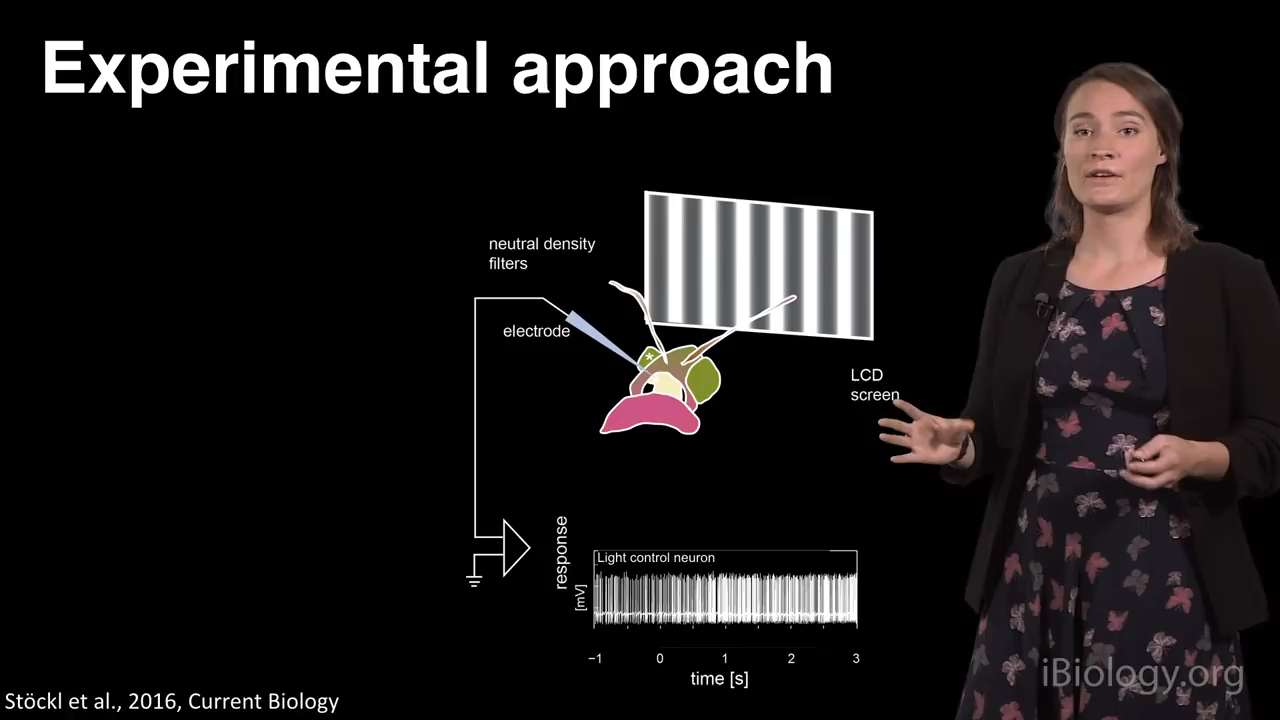 Experimental approach
neutral density
filters
electrode
*
LCD
screen
response
[mV]
Light control neuron
−1 0 1 2 3
time [s]
iBiology.org
Stöckl et al., 2016, Current Biology